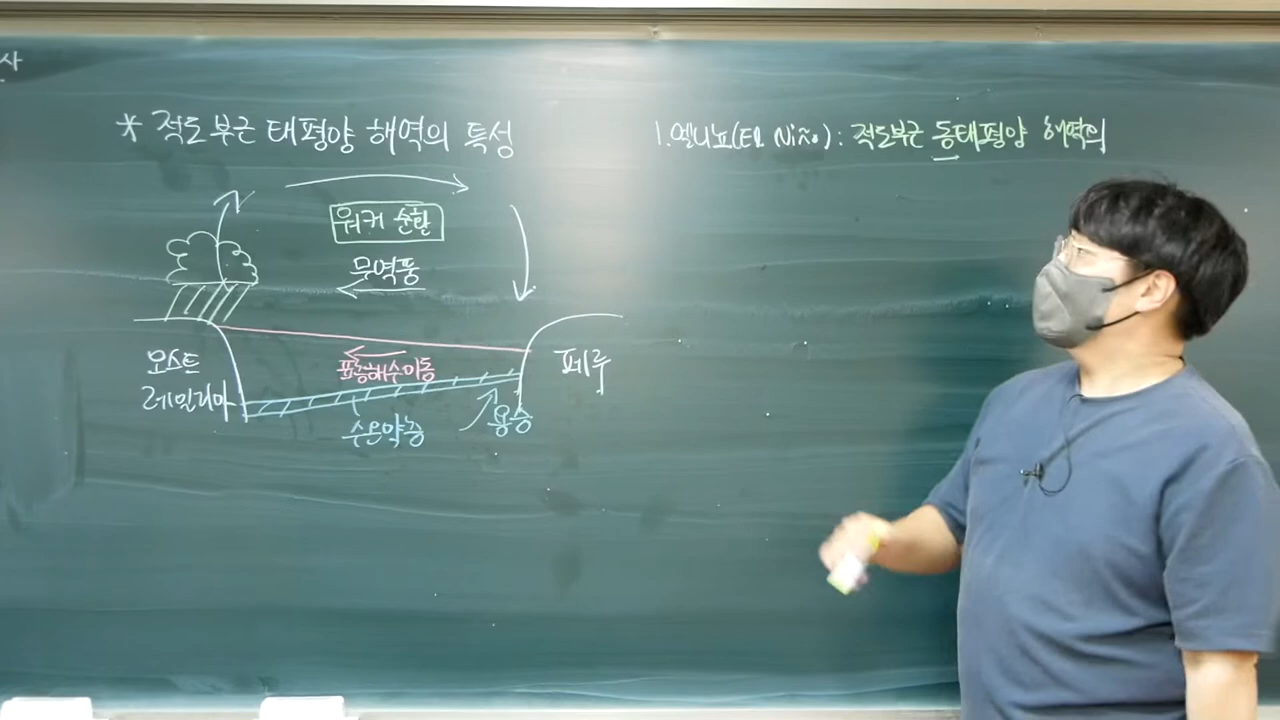 사
* 적도 부근 태평양 해역의 특성
워커 순환
무역풍
표층해수이동
오스트
레일리아
페루
용승
수온약층
1. 엘니뇨(El Niño) : 적도부근 동태평양 해역의